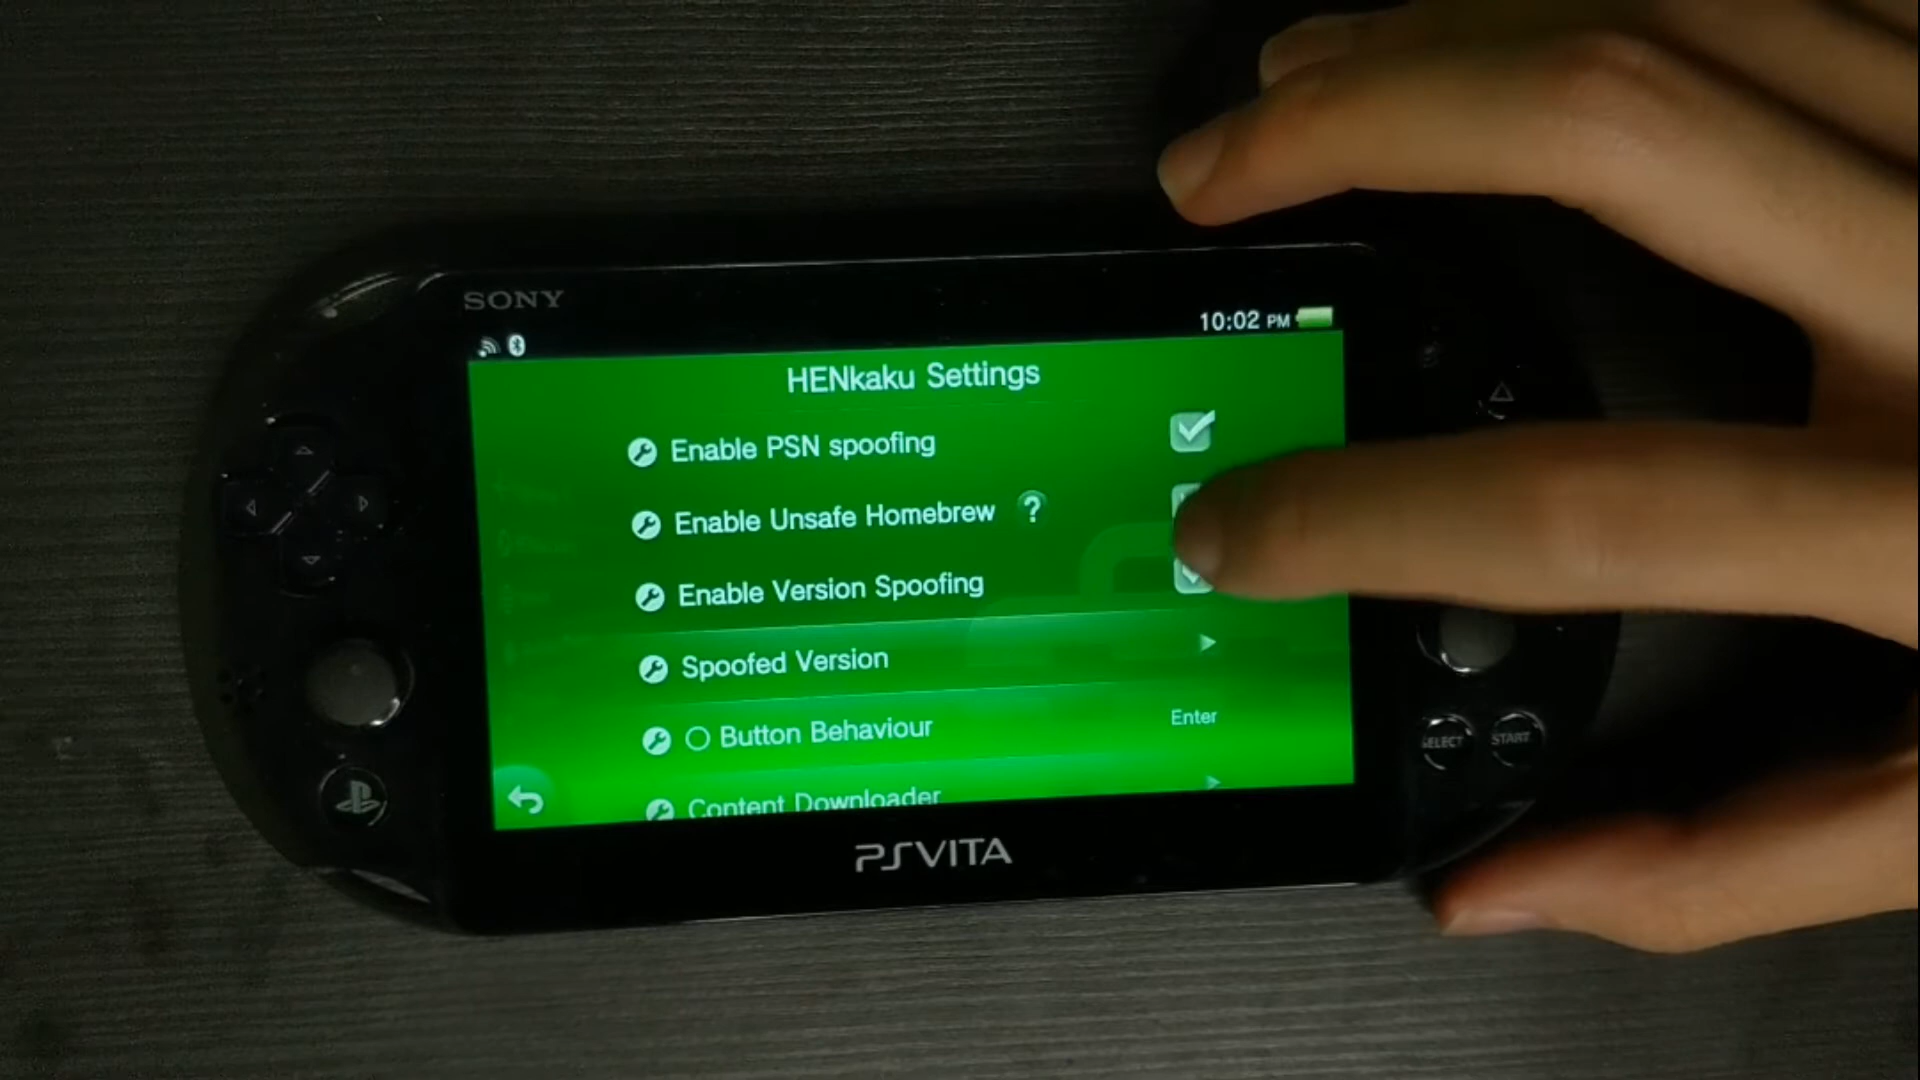 SONY
10:02 PM
HENkaku Settings
Enable PSN spoofing
Enable Unsafe Homebrew ?
Enable Version Spoofing
Spoofed Version
Button Behaviour Enter
Content Downloader
SELECT START
PSVITA